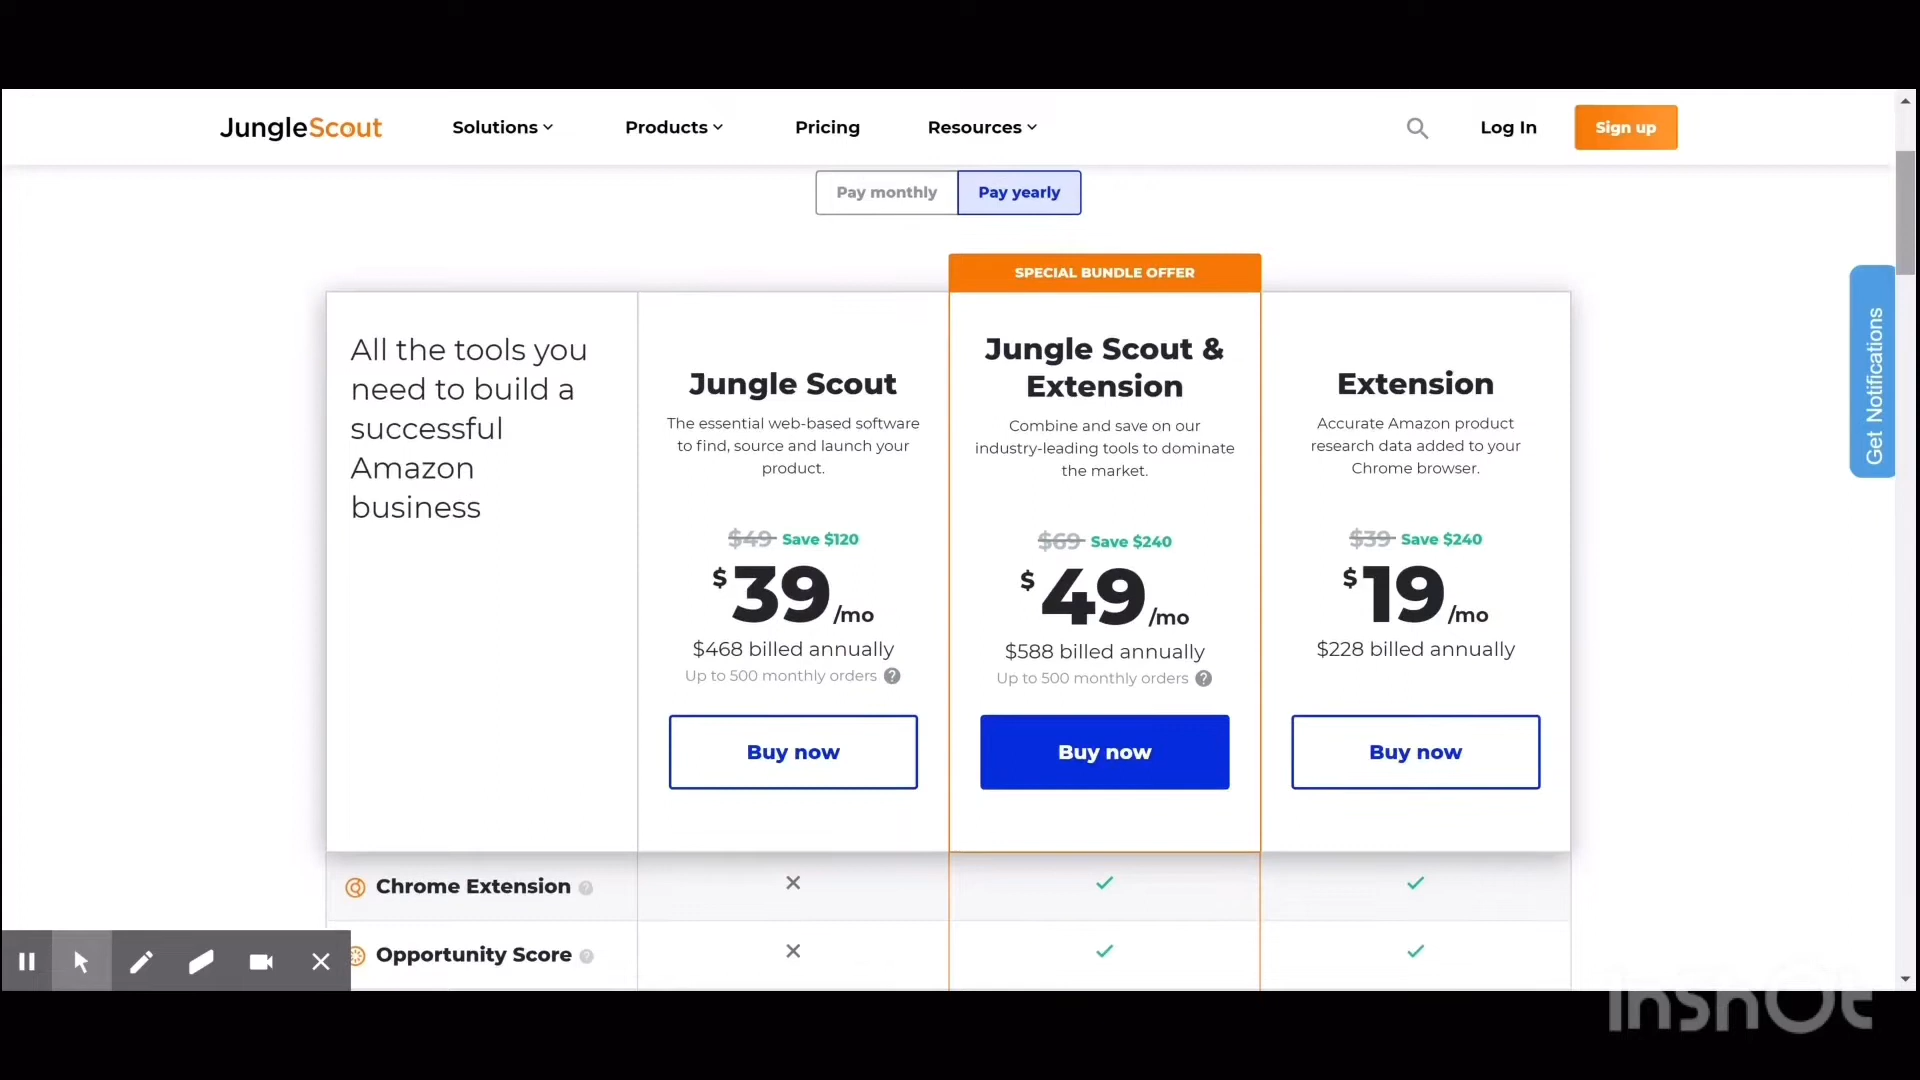 JungleScout
Solutions
Products
Pricing
Resources
Log In
Sign up
Pay monthly
Pay yearly
SPECIAL BUNDLE OFFER
All the tools you
need to build a
successful
Amazon
business
Jungle Scout
The essential web-based software
to find, source and launch your
product.
$49 Save $120
$39/mo
$468 billed annually
Up to 500 monthly orders ?
Buy now
Jungle Scout &
Extension
Combine and save on our
industry-leading tools to dominate
the market.
$69 Save $240
$49/mo
$588 billed annually
Up to 500 monthly orders ?
Buy now
Extension
Accurate Amazon product
research data added to your
Chrome browser.
$39 Save $240
$19/mo
$228 billed annually
Buy now
Get Notifications
Chrome Extension ?
Opportunity Score ?
InShOt